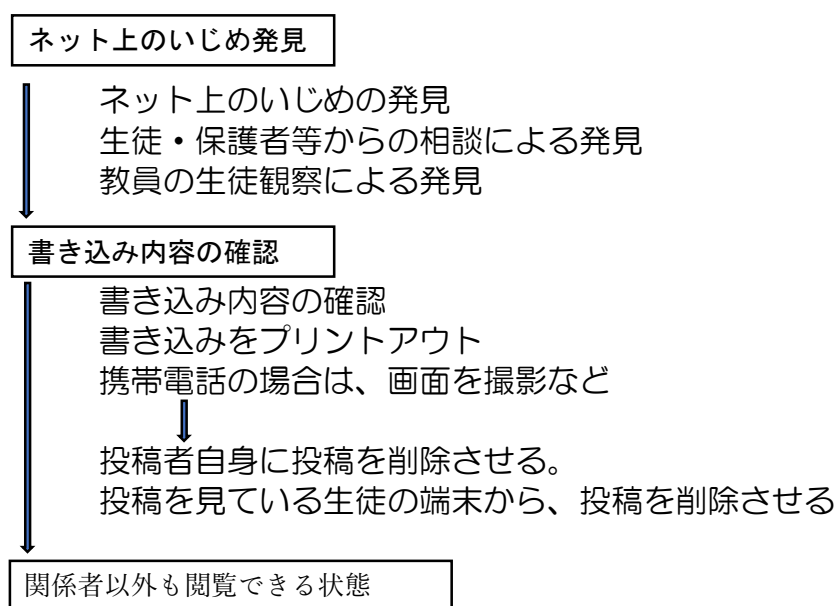 ネット上のいじめ発見
ネット上のいじめの発見
生徒・保護者等からの相談による発見
教員の生徒観察による発見
書き込み内容の確認
書き込み内容の確認
書き込みをプリントアウト
携帯電話の場合は、画面を撮影など
投稿者自身に投稿を削除させる。
投稿を見ている生徒の端末から、投稿を削除させる
関係者以外も閲覧できる状態